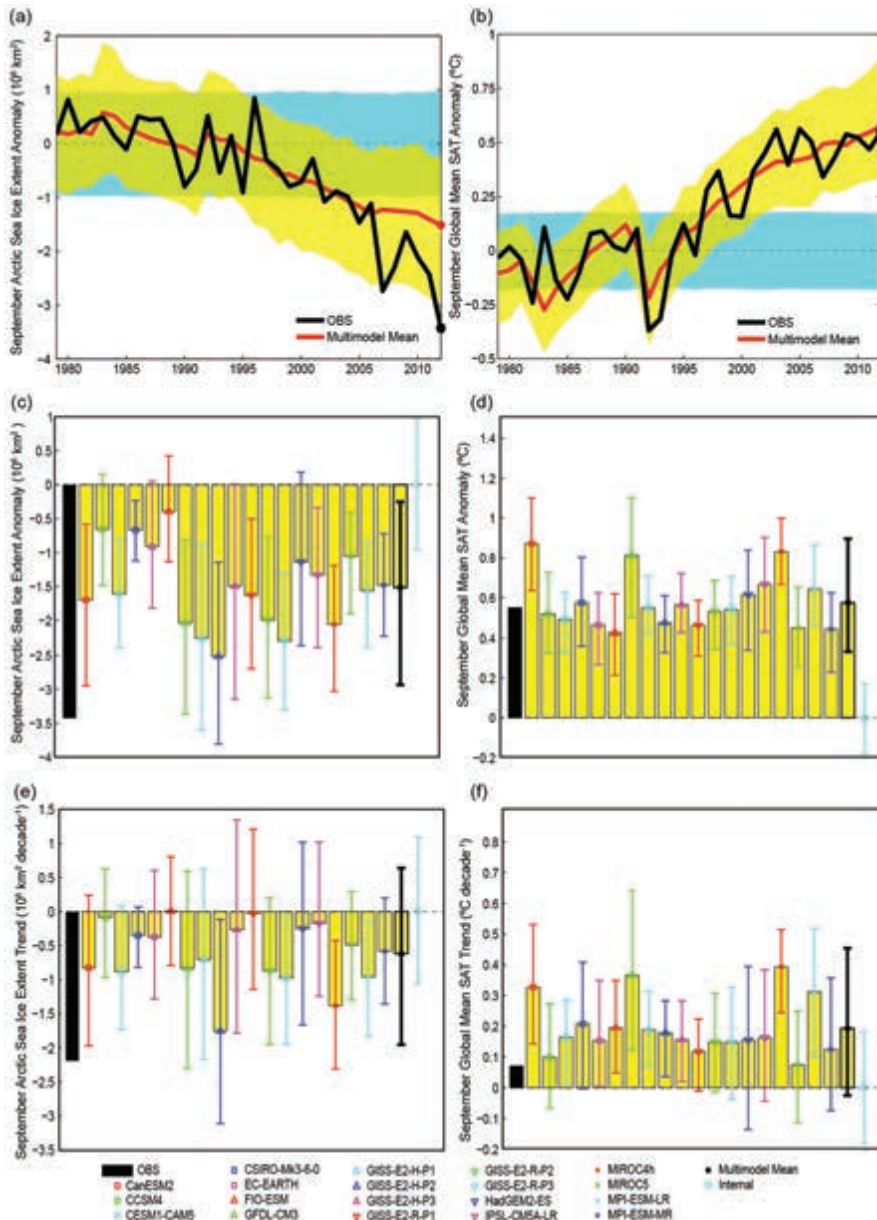 (a)
September Arctic Sea Ice Extent Anomaly (10⁶ km²)
2
1
0
−1
−2
−3
−4
1980 1985 1990 1995 2000 2005 2010
OBS
Multimodel Mean
(b)
September Global Mean SAT Anomaly (ºC)
1
0.75
0.5
0.25
0
−0.25
−0.5
1980 1985 1990 1995 2000 2005 2010
OBS
Multimodel Mean
(c)
September Arctic Sea Ice Extent Anomaly (10⁶ km²)
1
0.5
0
−0.5
−1
−1.5
−2
−2.5
−3
−3.5
−4
(d)
September Global Mean SAT Anomaly (ºC)
1.4
1
0.8
0.6
0.4
0.2
0
−0.2
(e)
September Arctic Sea Ice Extent Trend (10⁶ km² decade⁻¹)
1.5
1
0.5
0
−0.5
−1
−1.5
−2
−2.5
−3
−3.5
(f)
September Global Mean SAT Trend (ºC decade⁻¹)
0.8
0.7
0.6
0.5
0.4
0.3
0.2
0.1
0
−0.1
−0.2
OBS
CanESM2
CCSM4
CESM1-CAM5
CSIRO-Mk3-6-0
EC-EARTH
FIO-ESM
GFDL-CM3
GISS-E2-H-P1
GISS-E2-H-P2
GISS-E2-H-P3
GISS-E2-R-P1
GISS-E2-R-P2
GISS-E2-R-P3
HadGEM2-ES
IPSL-CM5A-LR
MIROC4h
MIROC5
MPI-ESM-LR
MPI-ESM-MR
Multimodel Mean
Internal